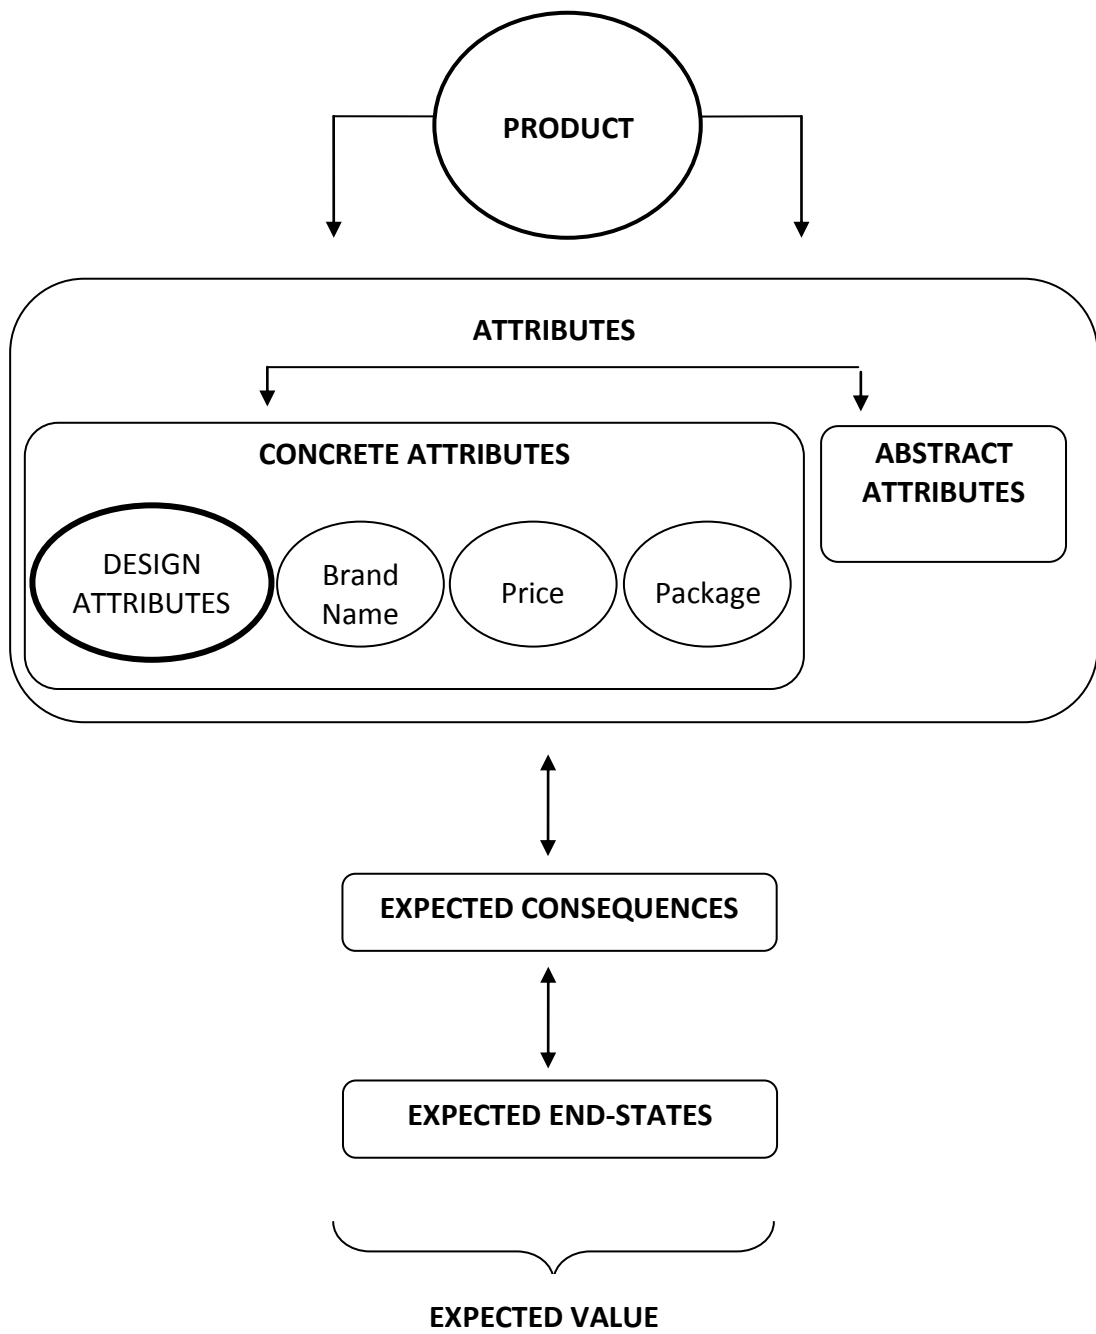 PRODUCT
ATTRIBUTES
CONCRETE ATTRIBUTES
ABSTRACT
ATTRIBUTES
DESIGN
ATTRIBUTES
Brand
Name
Price
Package
EXPECTED CONSEQUENCES
EXPECTED END-STATES
EXPECTED VALUE